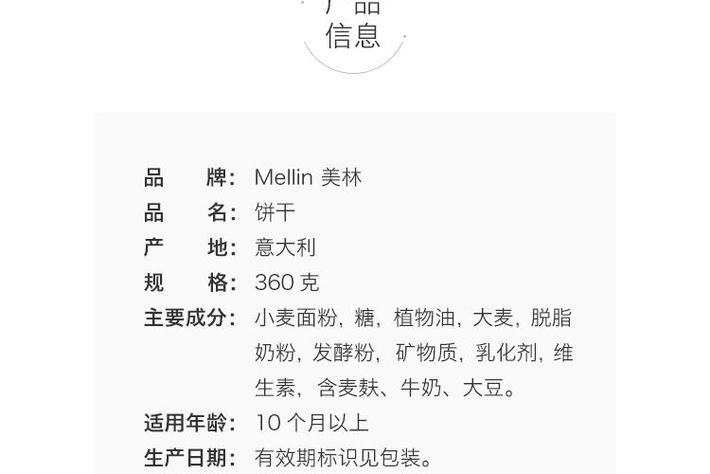 产品
信息
品 牌： Mellin 美林
品 名： 饼干
产 地： 意大利
规 格： 360 克
主要成分： 小麦面粉, 糖, 植物油, 大麦, 脱脂
奶粉, 发酵粉, 矿物质, 乳化剂, 维
生素, 含麦麸、牛奶、大豆。
适用年龄： 10 个月以上
生产日期： 有效期标识见包装。